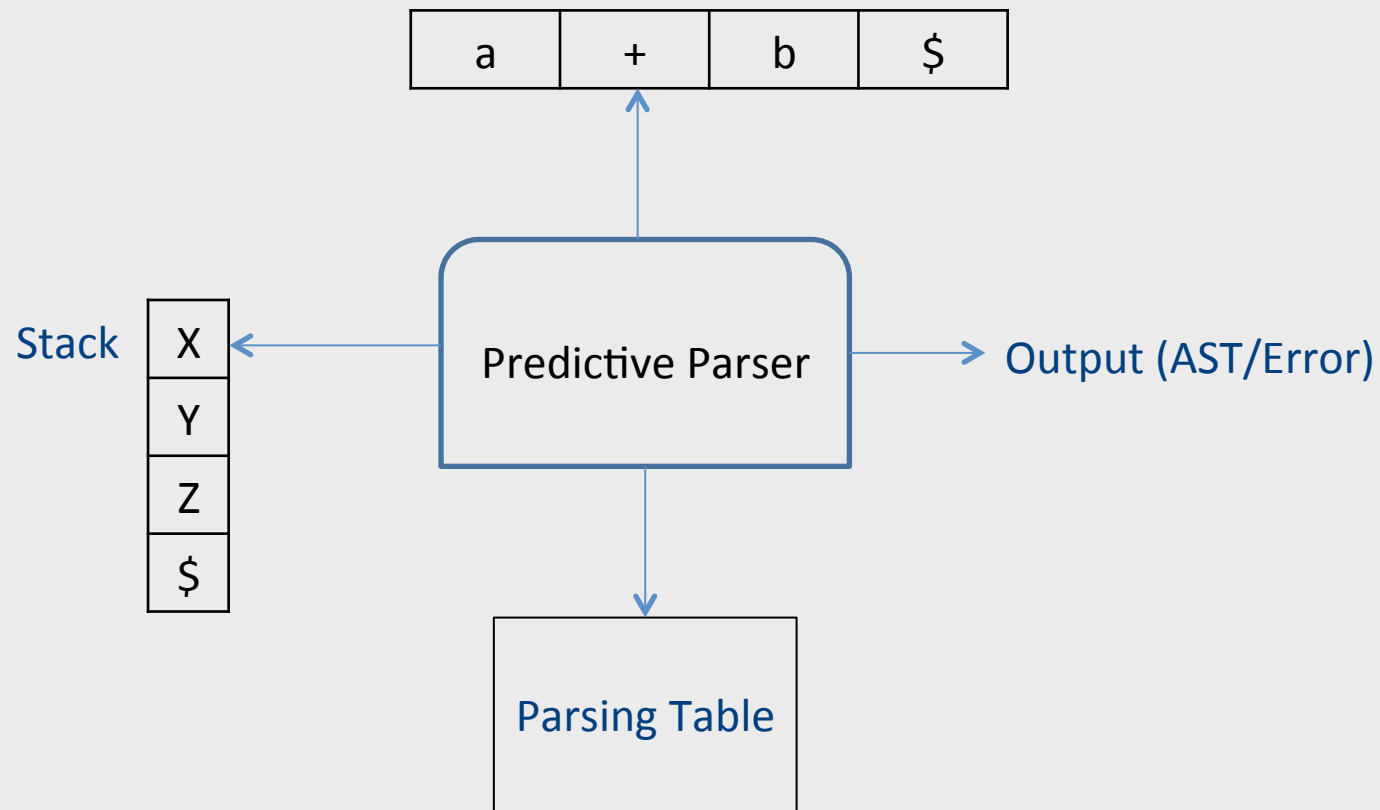 a + b $
Stack
X
Y
Z
$
Predictive Parser
Output (AST/Error)
Parsing Table